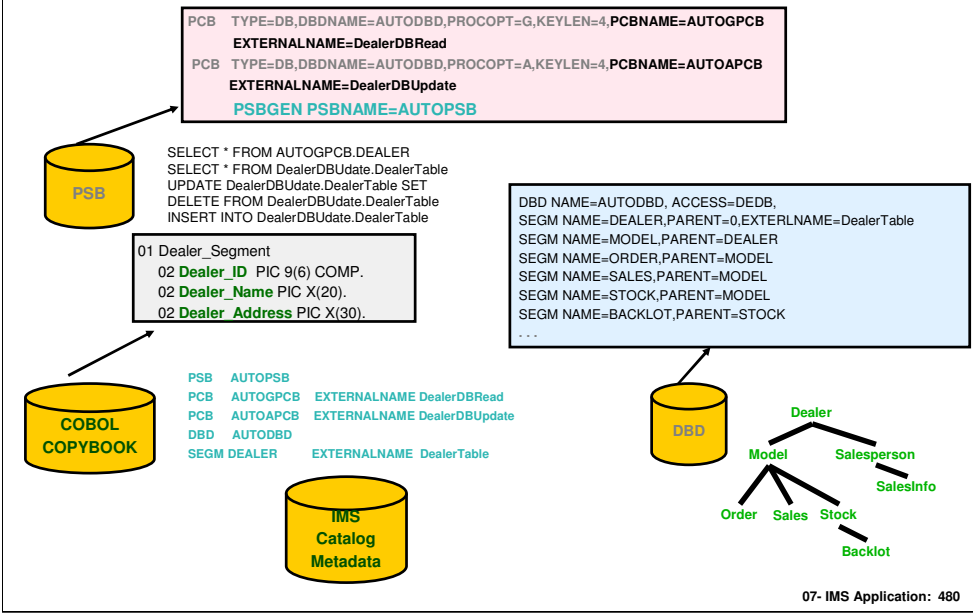 PCB TYPE=DB,DBDNAME=AUTODBD,PROCOPT=G,KEYLEN=4,PCBNAME=AUTOGPCB
EXTERNALNAME=DealerDBRead
PCB TYPE=DB,DBDNAME=AUTODBD,PROCOPT=A,KEYLEN=4,PCBNAME=AUTOAPCB
EXTERNALNAME=DealerDBUpdate
PSBGEN PSBNAME=AUTOPSB
PSB
SELECT * FROM AUTOGPCB.DEALER
SELECT * FROM DealerDBUdate.DealerTable
UPDATE DealerDBUdate.DealerTable SET
DELETE FROM DealerDBUdate.DealerTable
INSERT INTO DealerDBUdate.DealerTable
DBD NAME=AUTODBD, ACCESS=DEDB,
SEGM NAME=DEALER,PARENT=0,EXTERLNAME=DealerTable
SEGM NAME=MODEL,PARENT=DEALER
SEGM NAME=ORDER,PARENT=MODEL
SEGM NAME=SALES,PARENT=MODEL
SEGM NAME=STOCK,PARENT=MODEL
SEGM NAME=BACKLOT,PARENT=STOCK
. . .
01 Dealer_Segment
02 Dealer_ID PIC 9(6) COMP.
02 Dealer_Name PIC X(20).
02 Dealer_Address PIC X(30).
COBOL
COPYBOOK
PSB AUTOPSB
PCB AUTOGPCB EXTERNALNAME DealerDBRead
PCB AUTOAPCB EXTERNALNAME DealerDBUpdate
DBD AUTODBD
SEGM DEALER EXTERNALNAME DealerTable
IMS
Catalog
Metadata
DBD
Dealer
Model Salesperson
SalesInfo
Order Sales Stock
Backlot
07- IMS Application: 480